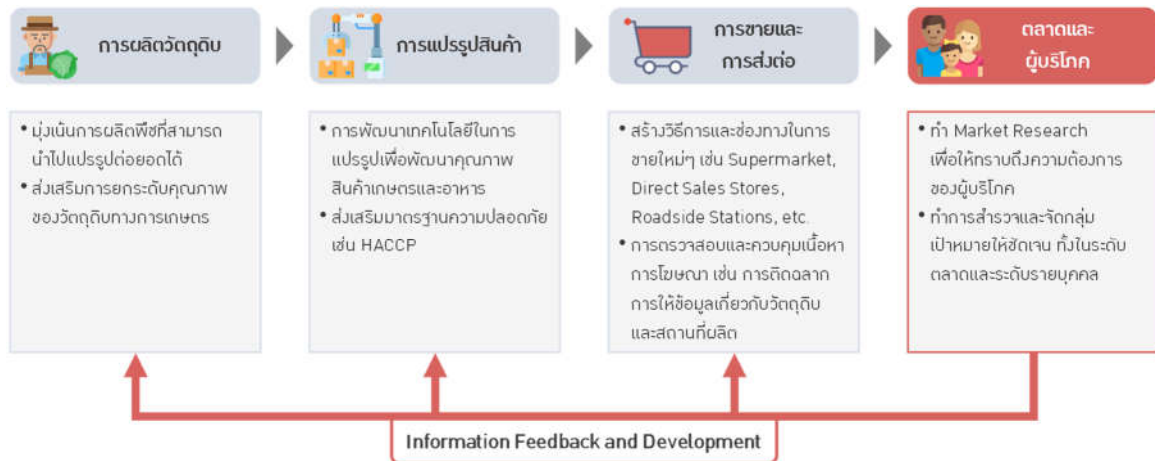 การผลิตวัตถุดิบ
การแปรรูปสินค้า
การขายและ
การส่งต่อ
ตลาดและ
ผู้บริโภค
• มุ่งเน้นการผลิตพืชที่สามารถ
นำไปแปรรูปต่อยอดได้
• ส่งเสริมการยกระดับคุณภาพ
ของวัตถุดิบทางการเกษตร
• การพัฒนาเทคโนโลยีในการ
แปรรูปเพื่อพัฒนาคุณภาพ
สินค้าเกษตรและอาหาร
• ส่งเสริมมาตรฐานความปลอดภัย
เช่น HACCP
• สร้างวิธีการและช่องทางในการ
ขายใหม่ๆ เช่น Supermarket,
Direct Sales Stores,
Roadside Stations, etc.
• การตรวจสอบและควบคุมเนื้อหา
การโฆษณา เช่น การติดฉลาก
การให้ข้อมูลเกี่ยวกับวัตถุดิบ
และสถานที่ผลิต
• ทำ Market Research
เพื่อให้ทราบถึงความต้องการ
ของผู้บริโภค
• ทำการสำรวจและจัดกลุ่ม
เป้าหมายให้ชัดเจน ทั้งในระดับ
ตลาดและระดับรายบุคคล
Information Feedback and Development